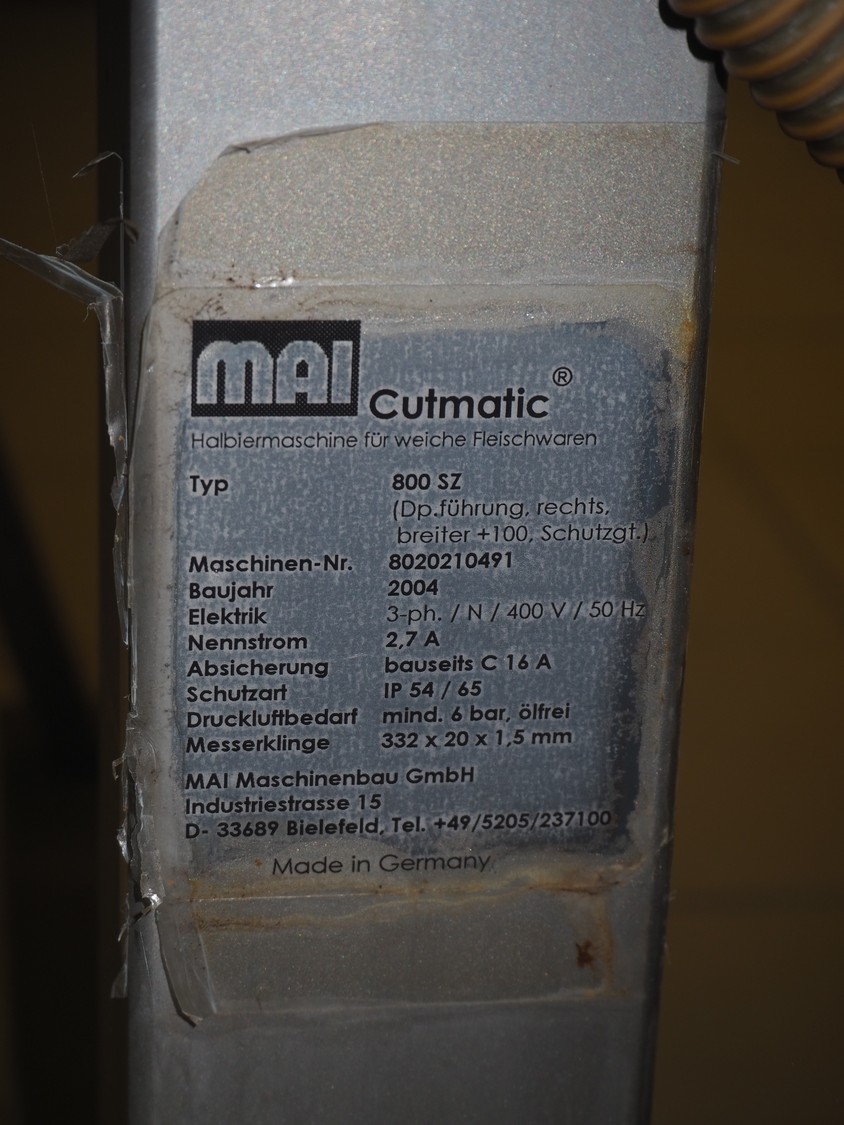 MAI Cutmatic ®
Halbiermaschine für weiche Fleischwaren
Typ 800 SZ
(Dp.führung, rechts,
breiter +100, Schutzgt.)
Maschinen-Nr. 8020210491
Baujahr 2004
Elektrik 3-ph. / N / 400 V / 50 Hz
Nennstrom 2,7 A
Absicherung bauseits C 16 A
Schutzart IP 54 / 65
Druckluftbedarf mind. 6 bar, ölfrei
Messerklinge 332 x 20 x 1,5 mm
MAI Maschinenbau GmbH
Industriestrasse 15
D- 33689 Bielefeld, Tel. +49/5205/237100
Made in Germany